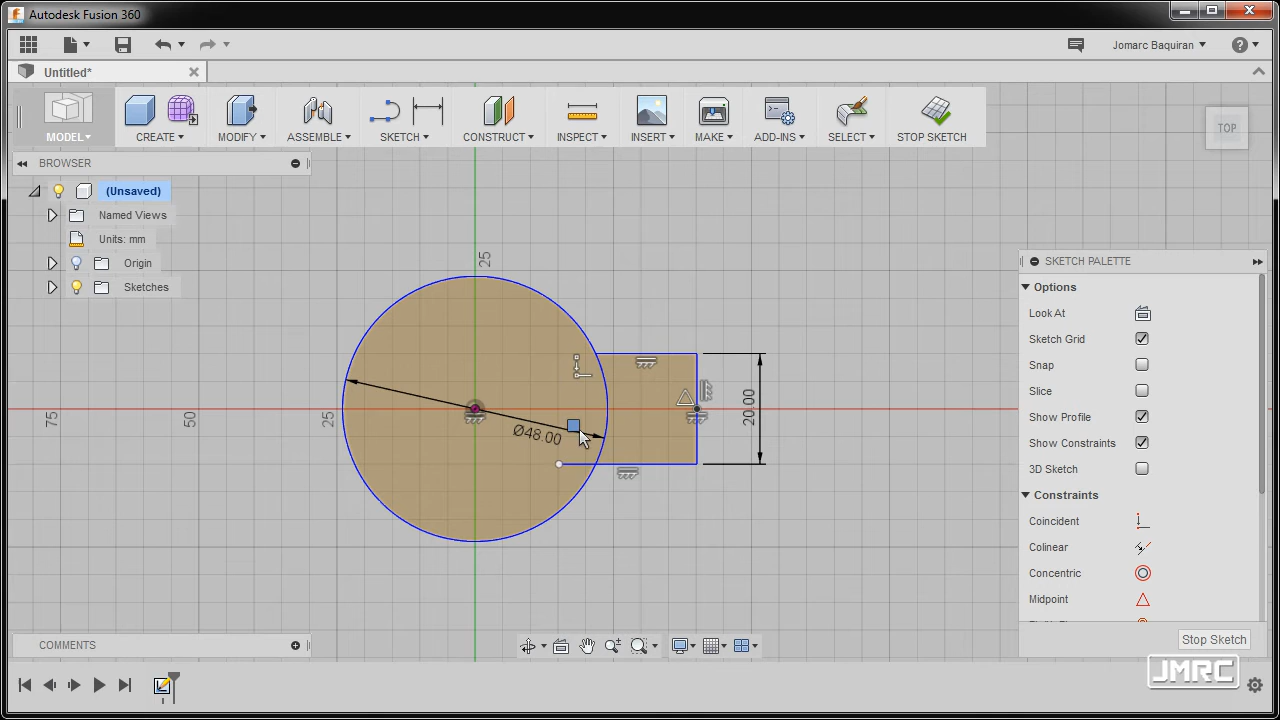 Autodesk Fusion 360
Jomarc Baquiran
Untitled*
MODEL
CREATE
MODIFY
ASSEMBLE
SKETCH
CONSTRUCT
INSPECT
INSERT
MAKE
ADD-INS
SELECT
STOP SKETCH
TOP
BROWSER
(Unsaved)
Named Views
Units: mm
Origin
Sketches
25
75
50
25
Ø48.00
20.00
SKETCH PALETTE
Options
Look At
Sketch Grid
Snap
Slice
Show Profile
Show Constraints
3D Sketch
Constraints
Coincident
Colinear
Concentric
Midpoint
Stop Sketch
COMMENTS
JMRC